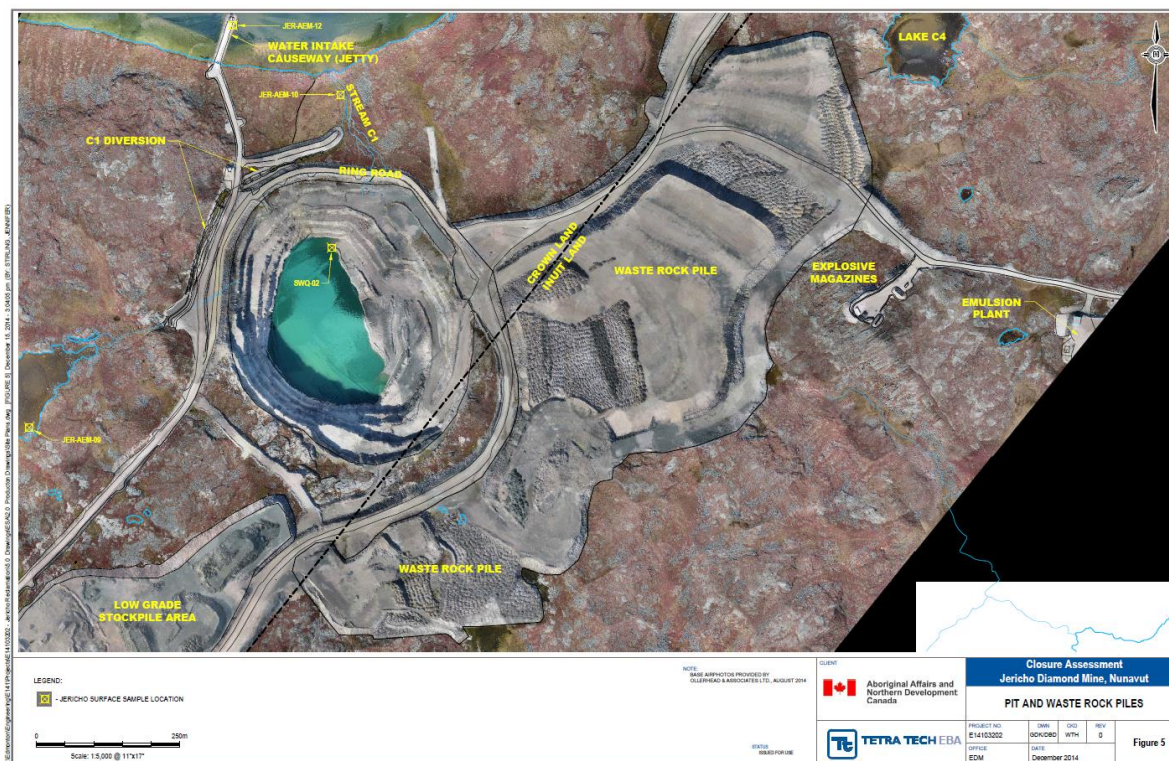 JER-AEM-12
WATER INTAKE
CAUSEWAY (JETTY)
LAKE C4
N
JER-AEM-10
STREAM C1
C1 DIVERSION
RING ROAD
SWQ-02
CROWN LAND
INUIT LAND
WASTE ROCK PILE
EXPLOSIVE
MAGAZINES
EMULSION
PLANT
JER-AEM-09
WASTE ROCK PILE
LOW GRADE
STOCKPILE AREA
LEGEND:
- JERICHO SURFACE SAMPLE LOCATION
0 250m
Scale: 1:5,000 @ 11"x17"
NOTE:
BASE AIRPHOTOS PROVIDED BY
OLLERHEAD & ASSOCIATES LTD., AUGUST 2014
STATUS
ISSUED FOR USE
CLIENT
Aboriginal Affairs and
Northern Development
Canada
Tt TETRA TECH EBA
Closure Assessment
Jericho Diamond Mine, Nunavut
PIT AND WASTE ROCK PILES
PROJECT NO. DWN CKD REV
E14103202 GDK/DBD WTH 0
OFFICE DATE
EDM December 2014
Figure 5